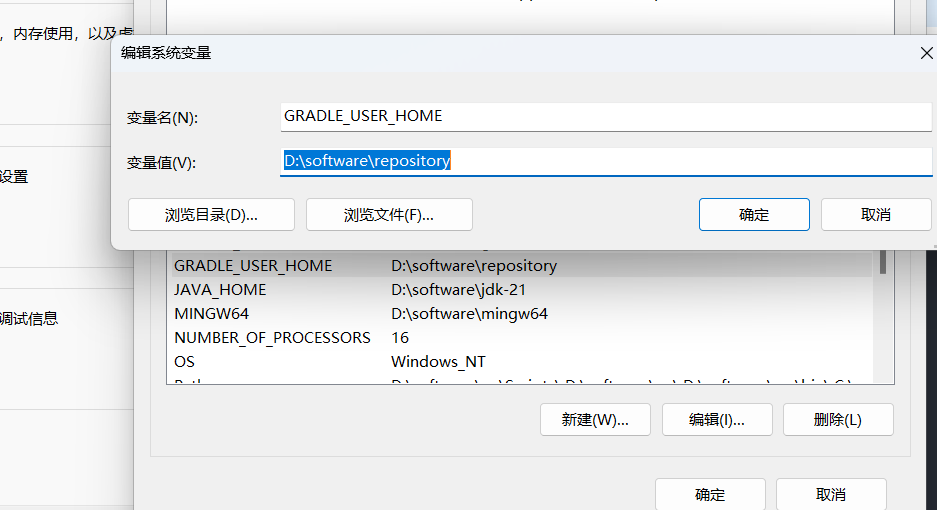 ，内存使用，以及虚
编辑系统变量
变量名(N):
GRADLE_USER_HOME
变量值(V):
D:\software\repository
设置
浏览目录(D)...
浏览文件(F)...
确定
取消
GRADLE_USER_HOME D:\software\repository
JAVA_HOME D:\software\jdk-21
调试信息
MINGW64 D:\software\mingw64
NUMBER_OF_PROCESSORS 16
OS Windows_NT
新建(W)...
编辑(I)...
删除(L)
确定
取消